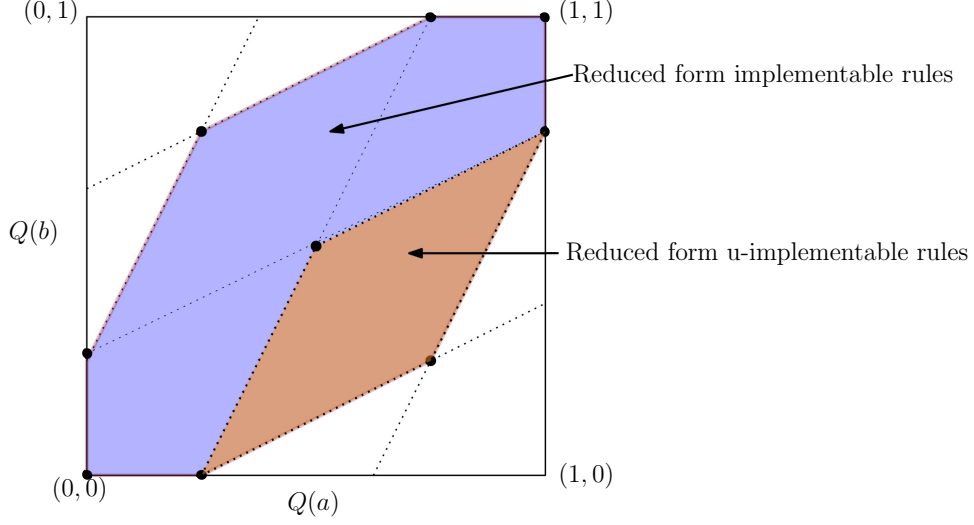 (0, 1)
(1, 1)
Reduced form implementable rules
Q(b)
Reduced form u-implementable rules
(0, 0)
Q(a)
(1, 0)